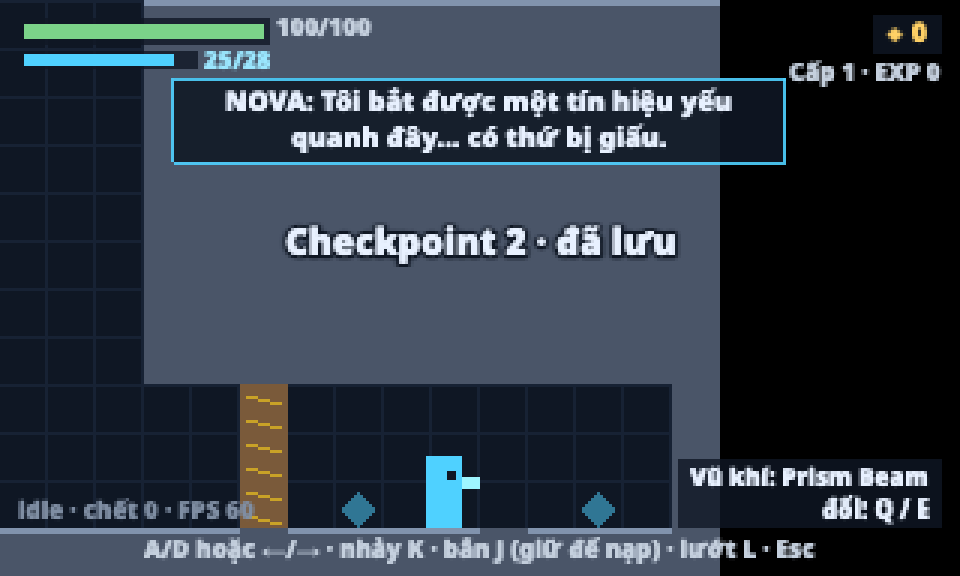 100/100
25/28
✦ 0
Cấp 1 · EXP 0
NOVA: Tôi bắt được một tín hiệu yếu
quanh đây... có thứ bị giấu.
Checkpoint 2 · đã lưu
Vũ khí: Prism Beam
đổi: Q / E
idle · chết 0 · FPS 60
A/D hoặc ←/→ · nhảy K · bắn J (giữ để nạp) · lướt L · Esc